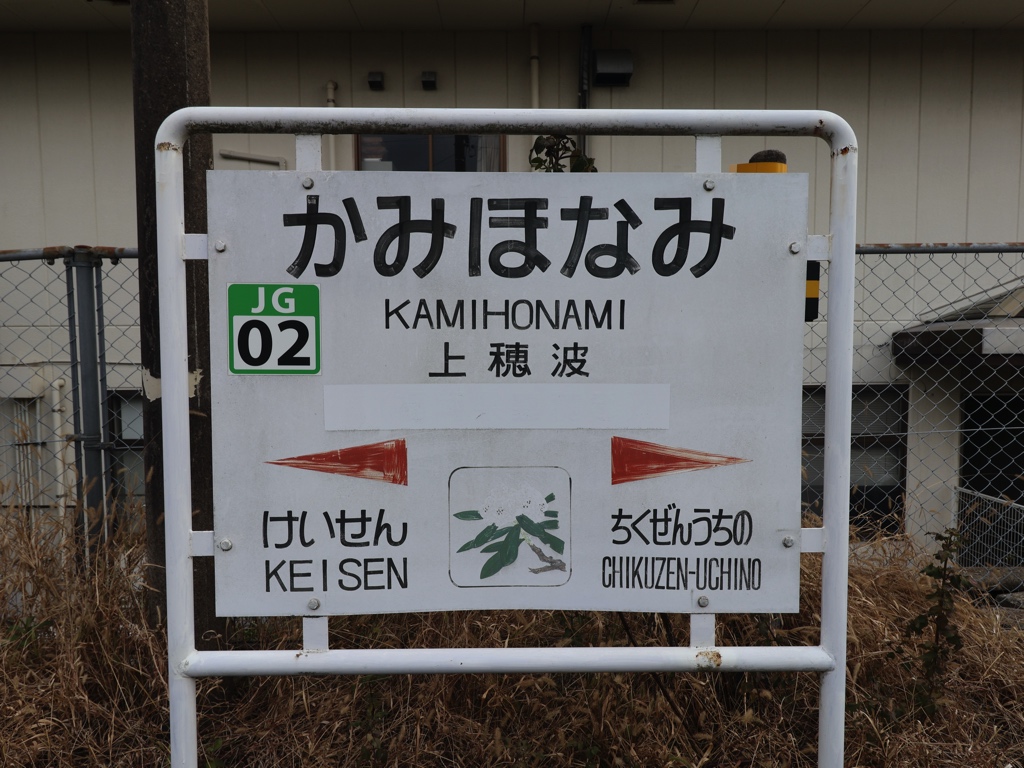 かみほなみ
JG
02
KAMIHONAMI
上穂波
けいせん
KEISEN
ちくぜんうちの
CHIKUZEN-UCHINO